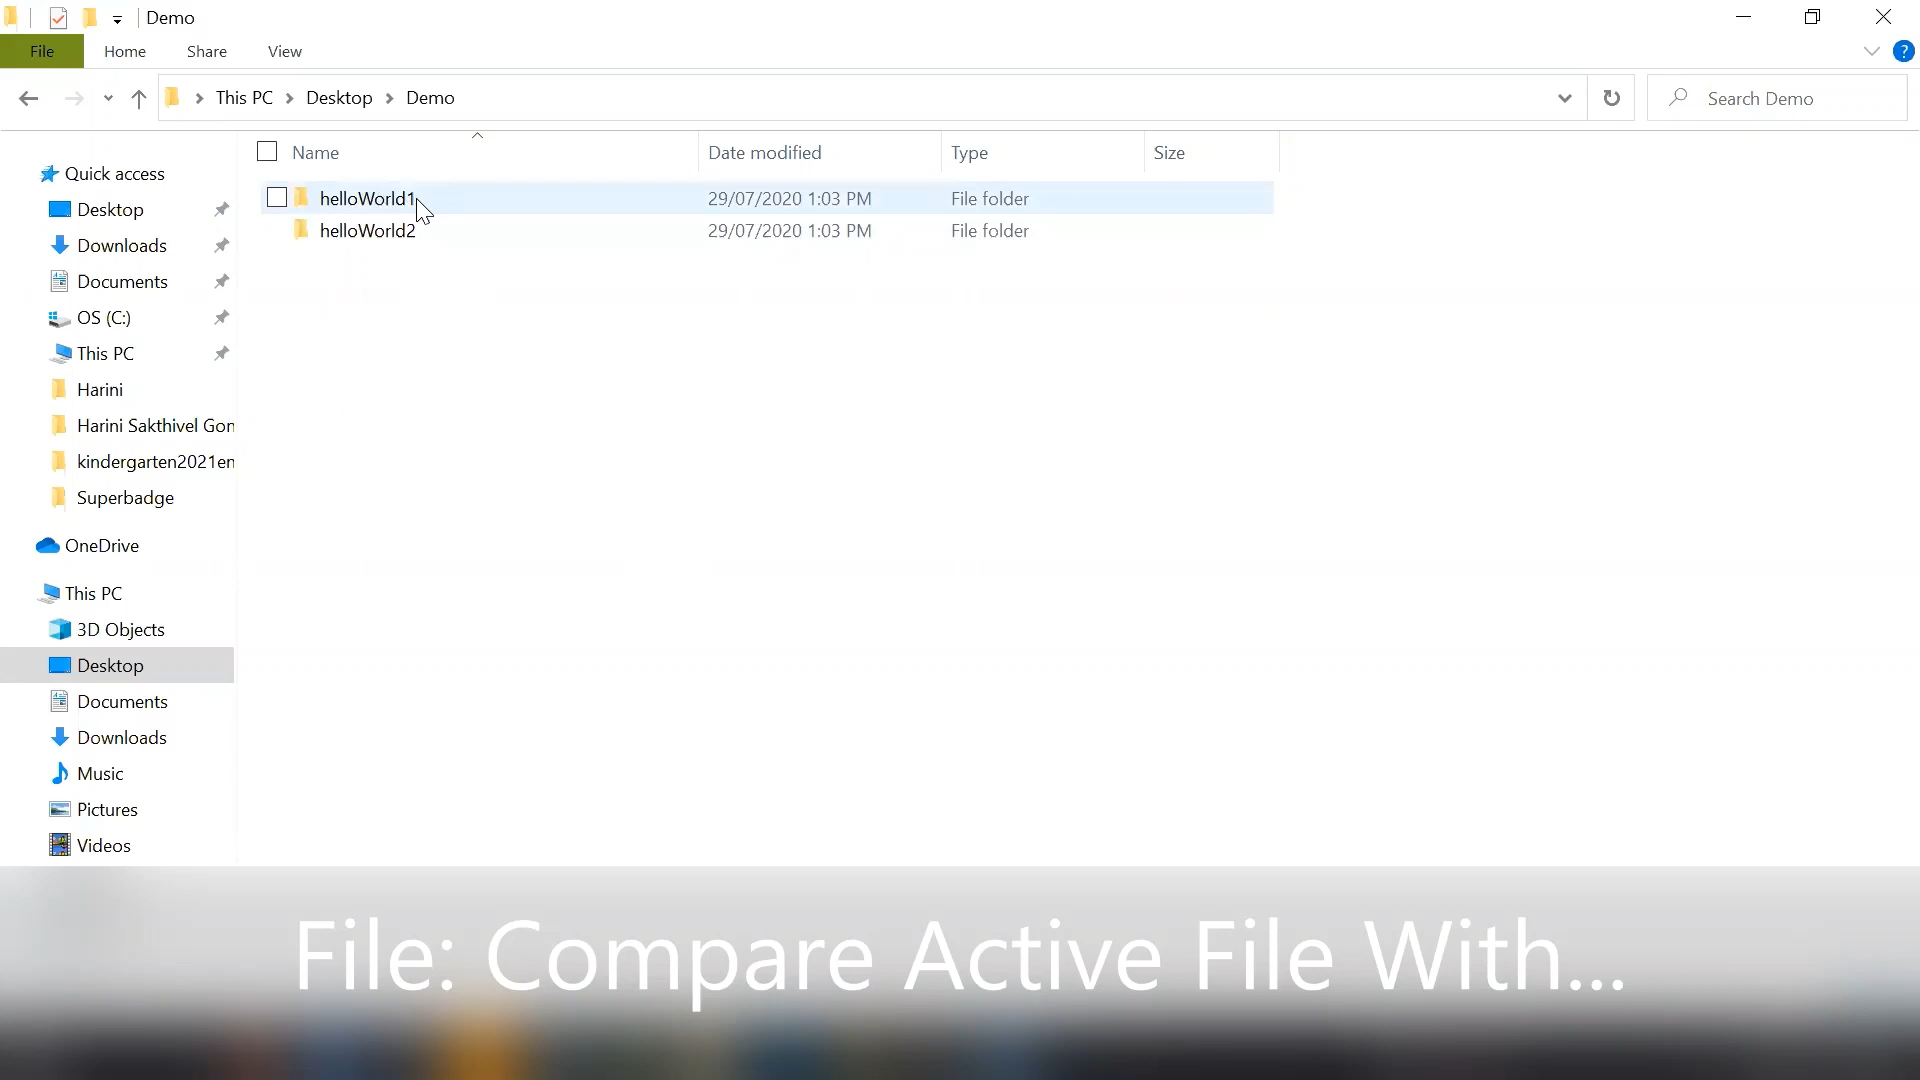 Demo
File Home Share View
This PC Desktop Demo
Search Demo
Name Date modified Type Size
helloWorld1 29/07/2020 1:03 PM File folder
helloWorld2 29/07/2020 1:03 PM File folder
Quick access
Desktop
Downloads
Documents
OS (C:)
This PC
Harini
Harini Sakthivel Gon
kindergarten2021en
Superbadge
OneDrive
This PC
3D Objects
Desktop
Documents
Downloads
Music
Pictures
Videos
File: Compare Active File With...